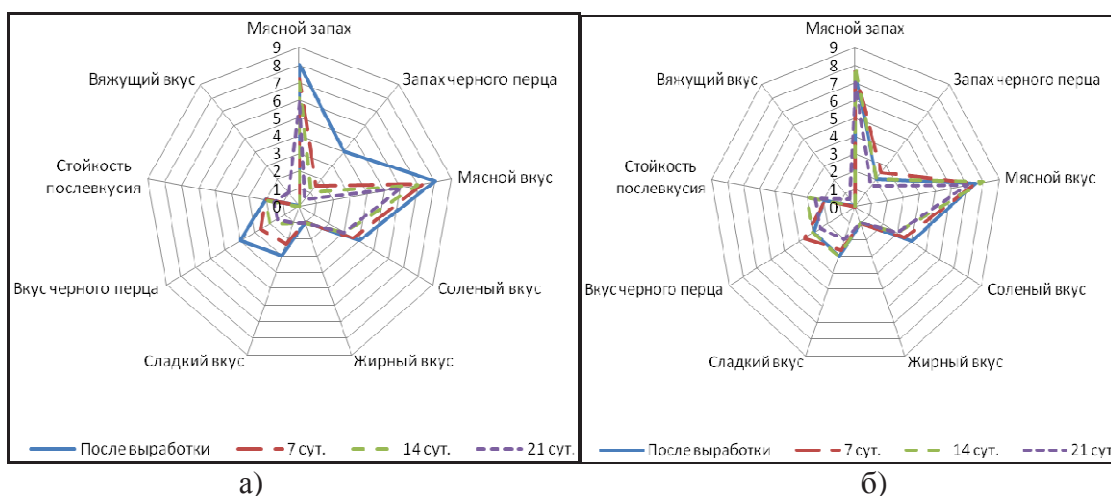 Мясной запах
Запах черного перца
Мясной вкус
Соленый вкус
Жирный вкус
Сладкий вкус
Вкус черного перца
Стойкость
послевкусия
Вяжущий вкус
9
8
7
6
5
4
3
2
1
0
После выработки
7 сут.
14 сут.
21 сут.
а)
Мясной запах
Запах черного перца
Мясной вкус
Соленый вкус
Жирный вкус
Сладкий вкус
Вкус черного перца
Стойкость
послевкусия
Вяжущий вкус
9
8
7
6
5
4
3
2
1
0
После выработки
7 сут.
14 сут.
21 сут.
б)